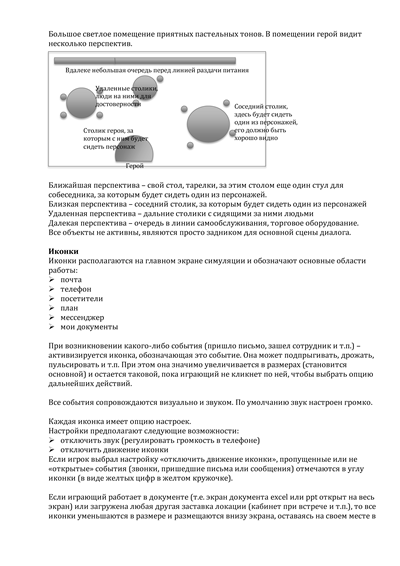 Большое светлое помещение приятных пастельных тонов. В помещении герой видит
несколько перспектив.
Вдалеке небольшая очередь перед линией раздачи питания
Удаленные столики,
люди за ними для
достоверности
Соседний столик,
здесь будет сидеть
один из персонажей,
его должно быть
хорошо видно
Столик героя, за
которым с ним будет
сидеть персонаж
Герой
Ближайшая перспектива – свой стол, тарелки, за этим столом еще один стул для
собеседника, за которым будет сидеть один из персонажей.
Близкая перспектива – соседний столик, за которым будет сидеть один из персонажей
Удаленная перспектива – дальние столики с сидящими за ними людьми
Далекая перспектива – очередь в линии самообслуживания, торговое оборудование.
Все объекты не активны, являются просто задником для основной сцены диалога.
Иконки
Иконки располагаются на главном экране симуляции и обозначают основные области
работы:
➢ почта
➢ телефон
➢ посетители
➢ план
➢ мессенджер
➢ мои документы
При возникновении какого-либо события (пришло письмо, зашел сотрудник и т.п.) –
активизируется иконка, обозначающая это событие. Она может подпрыгивать, дрожать,
пульсировать и т.п. При этом она значимо увеличивается в размерах (становится
основной) и остается таковой, пока играющий не кликнет по ней, чтобы выбрать опцию
дальнейших действий.
Все события сопровождаются визуально и звуком. По умолчанию звук настроен громко.
Каждая иконка имеет опцию настроек.
Настройки предполагают следующие возможности:
➢ отключить звук (регулировать громкость в телефоне)
➢ отключить движение иконки
Если игрок выбрал настройку «отключить движение иконки», пропущенные или не
«открытые» события (звонки, пришедшие письма или сообщения) отмечаются в углу
иконки (в виде желтых цифр в желтом кружочке).
Если играющий работает в документе (т.е. экран документа excel или ppt открыт на весь
экран) или загружена любая другая заставка локации (кабинет при встрече и т.п.), то все
иконки уменьшаются в размере и размещаются внизу экрана, оставаясь на своем месте в